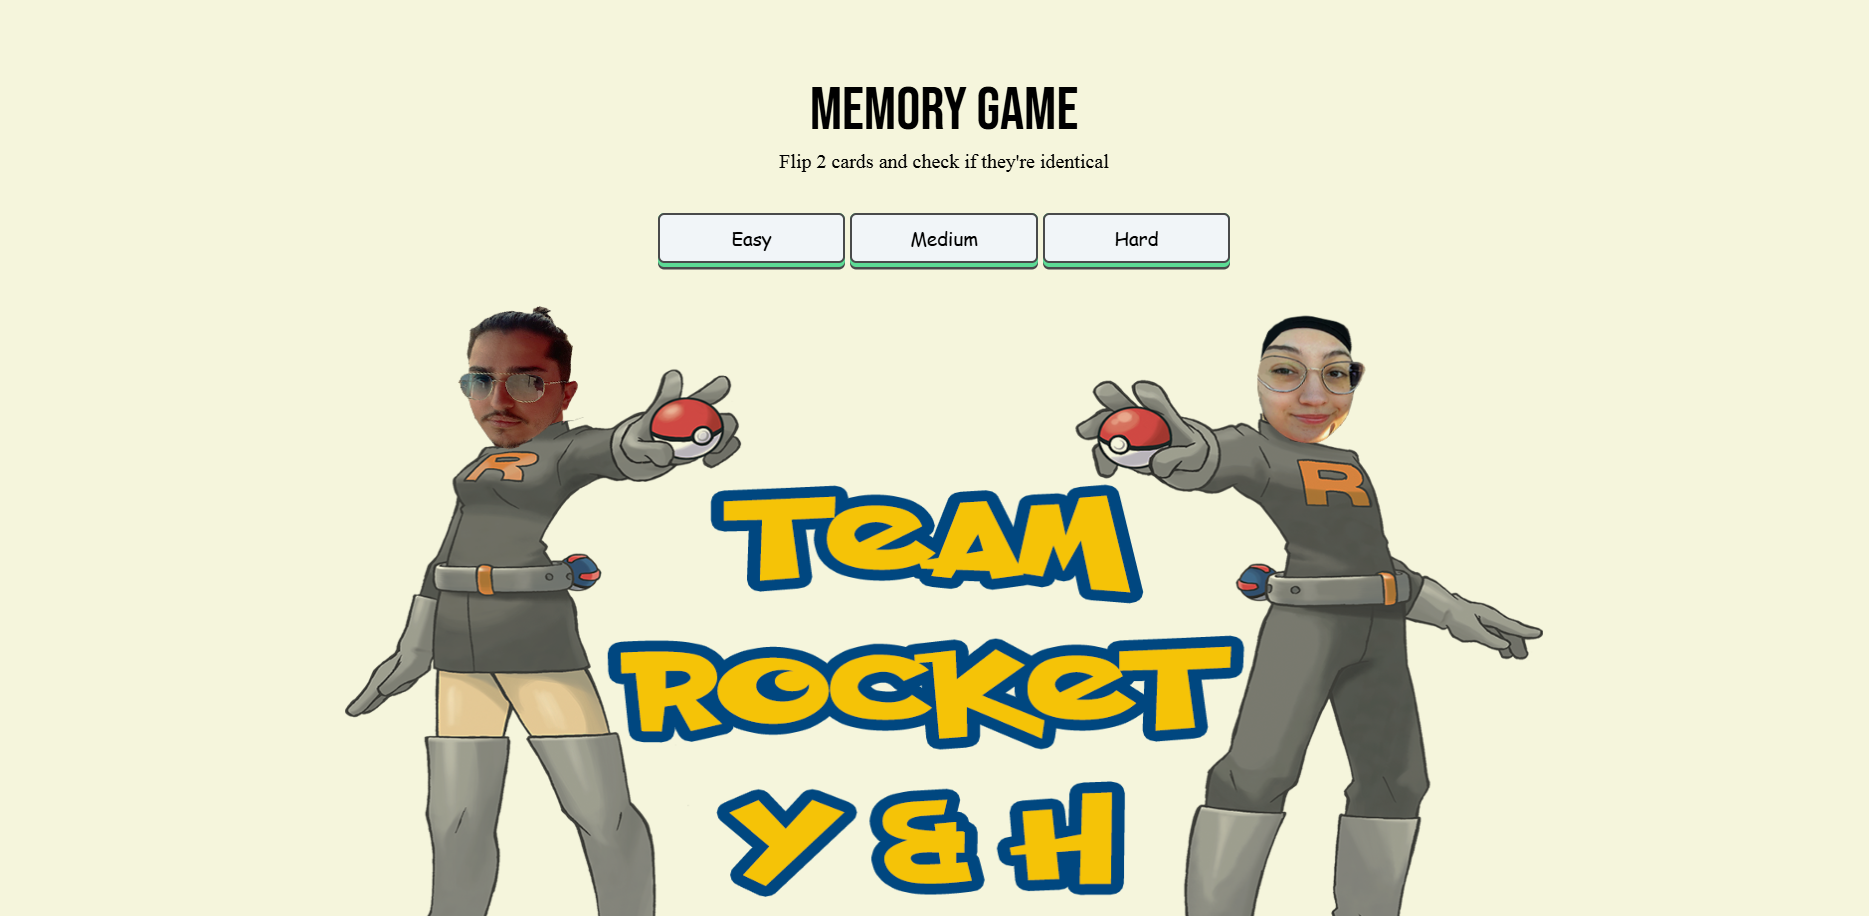 MEMORY GAME
Flip 2 cards and check if they're identical
Easy Medium Hard
R R
TEAM
ROCKET
Y & H